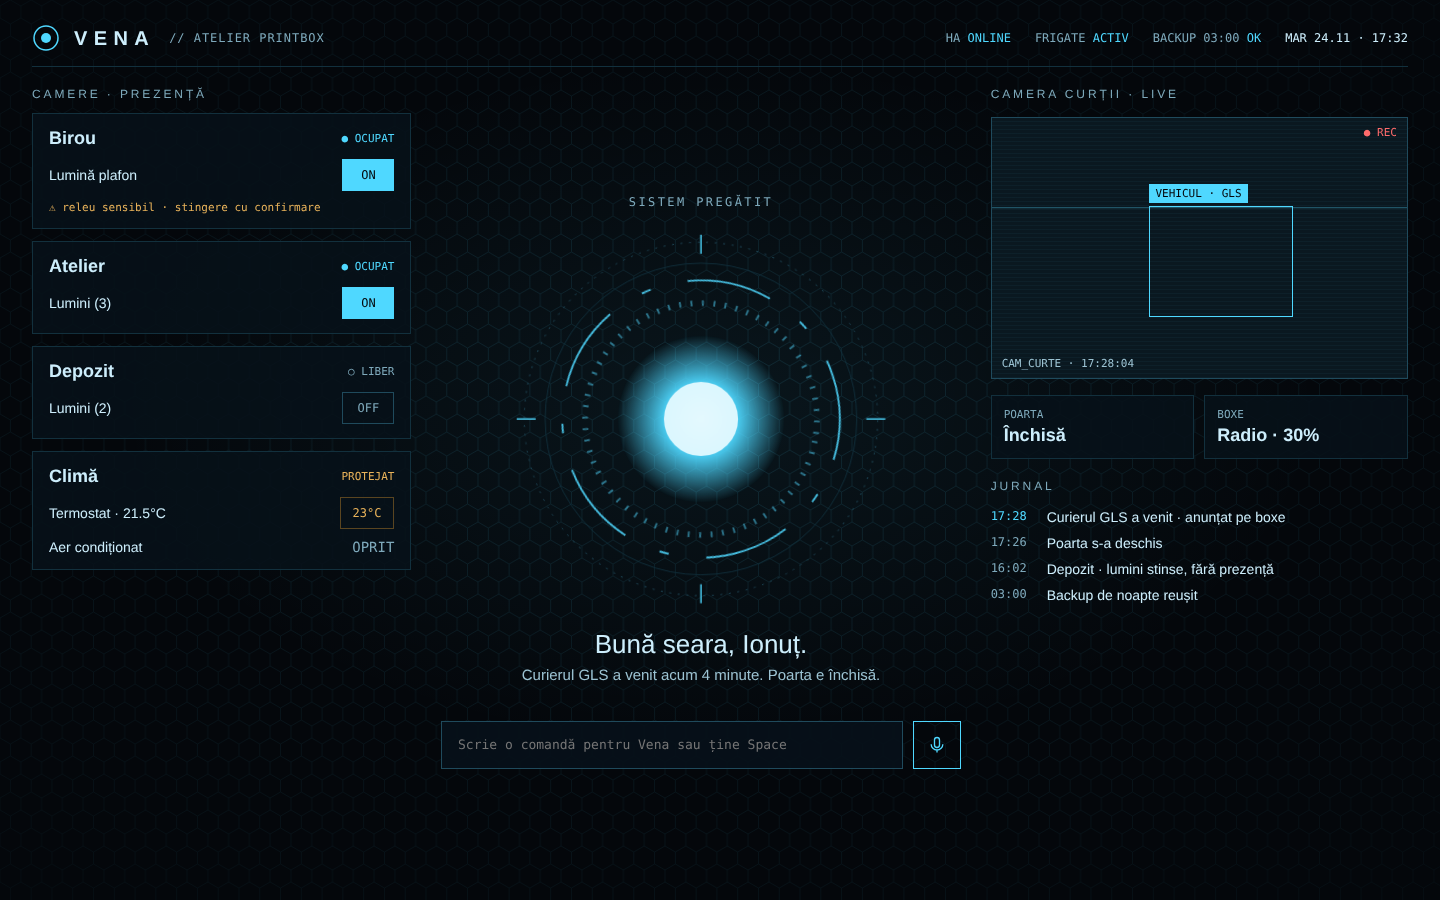 VENA // ATELIER PRINTBOX
HA ONLINE FRIGATE ACTIV BACKUP 03:00 OK MAR 24.11 · 17:32
CAMERE · PREZENȚĂ
Birou ● OCUPAT
Lumină plafon ON
⚠ releu sensibil · stingere cu confirmare
Atelier ● OCUPAT
Lumini (3) ON
Depozit ○ LIBER
Lumini (2) OFF
Climă PROTEJAT
Termostat · 21.5°C 23°C
Aer condiționat OPRIT
SISTEM PREGĂTIT
Bună seara, Ionuț.
Curierul GLS a venit acum 4 minute. Poarta e închisă.
Scrie o comandă pentru Vena sau ține Space
CAMERA CURȚII · LIVE
● REC
VEHICUL · GLS
CAM_CURTE · 17:28:04
POARTA
Închisă
BOXE
Radio · 30%
JURNAL
17:28 Curierul GLS a venit · anunțat pe boxe
17:26 Poarta s-a deschis
16:02 Depozit · lumini stinse, fără prezență
03:00 Backup de noapte reușit